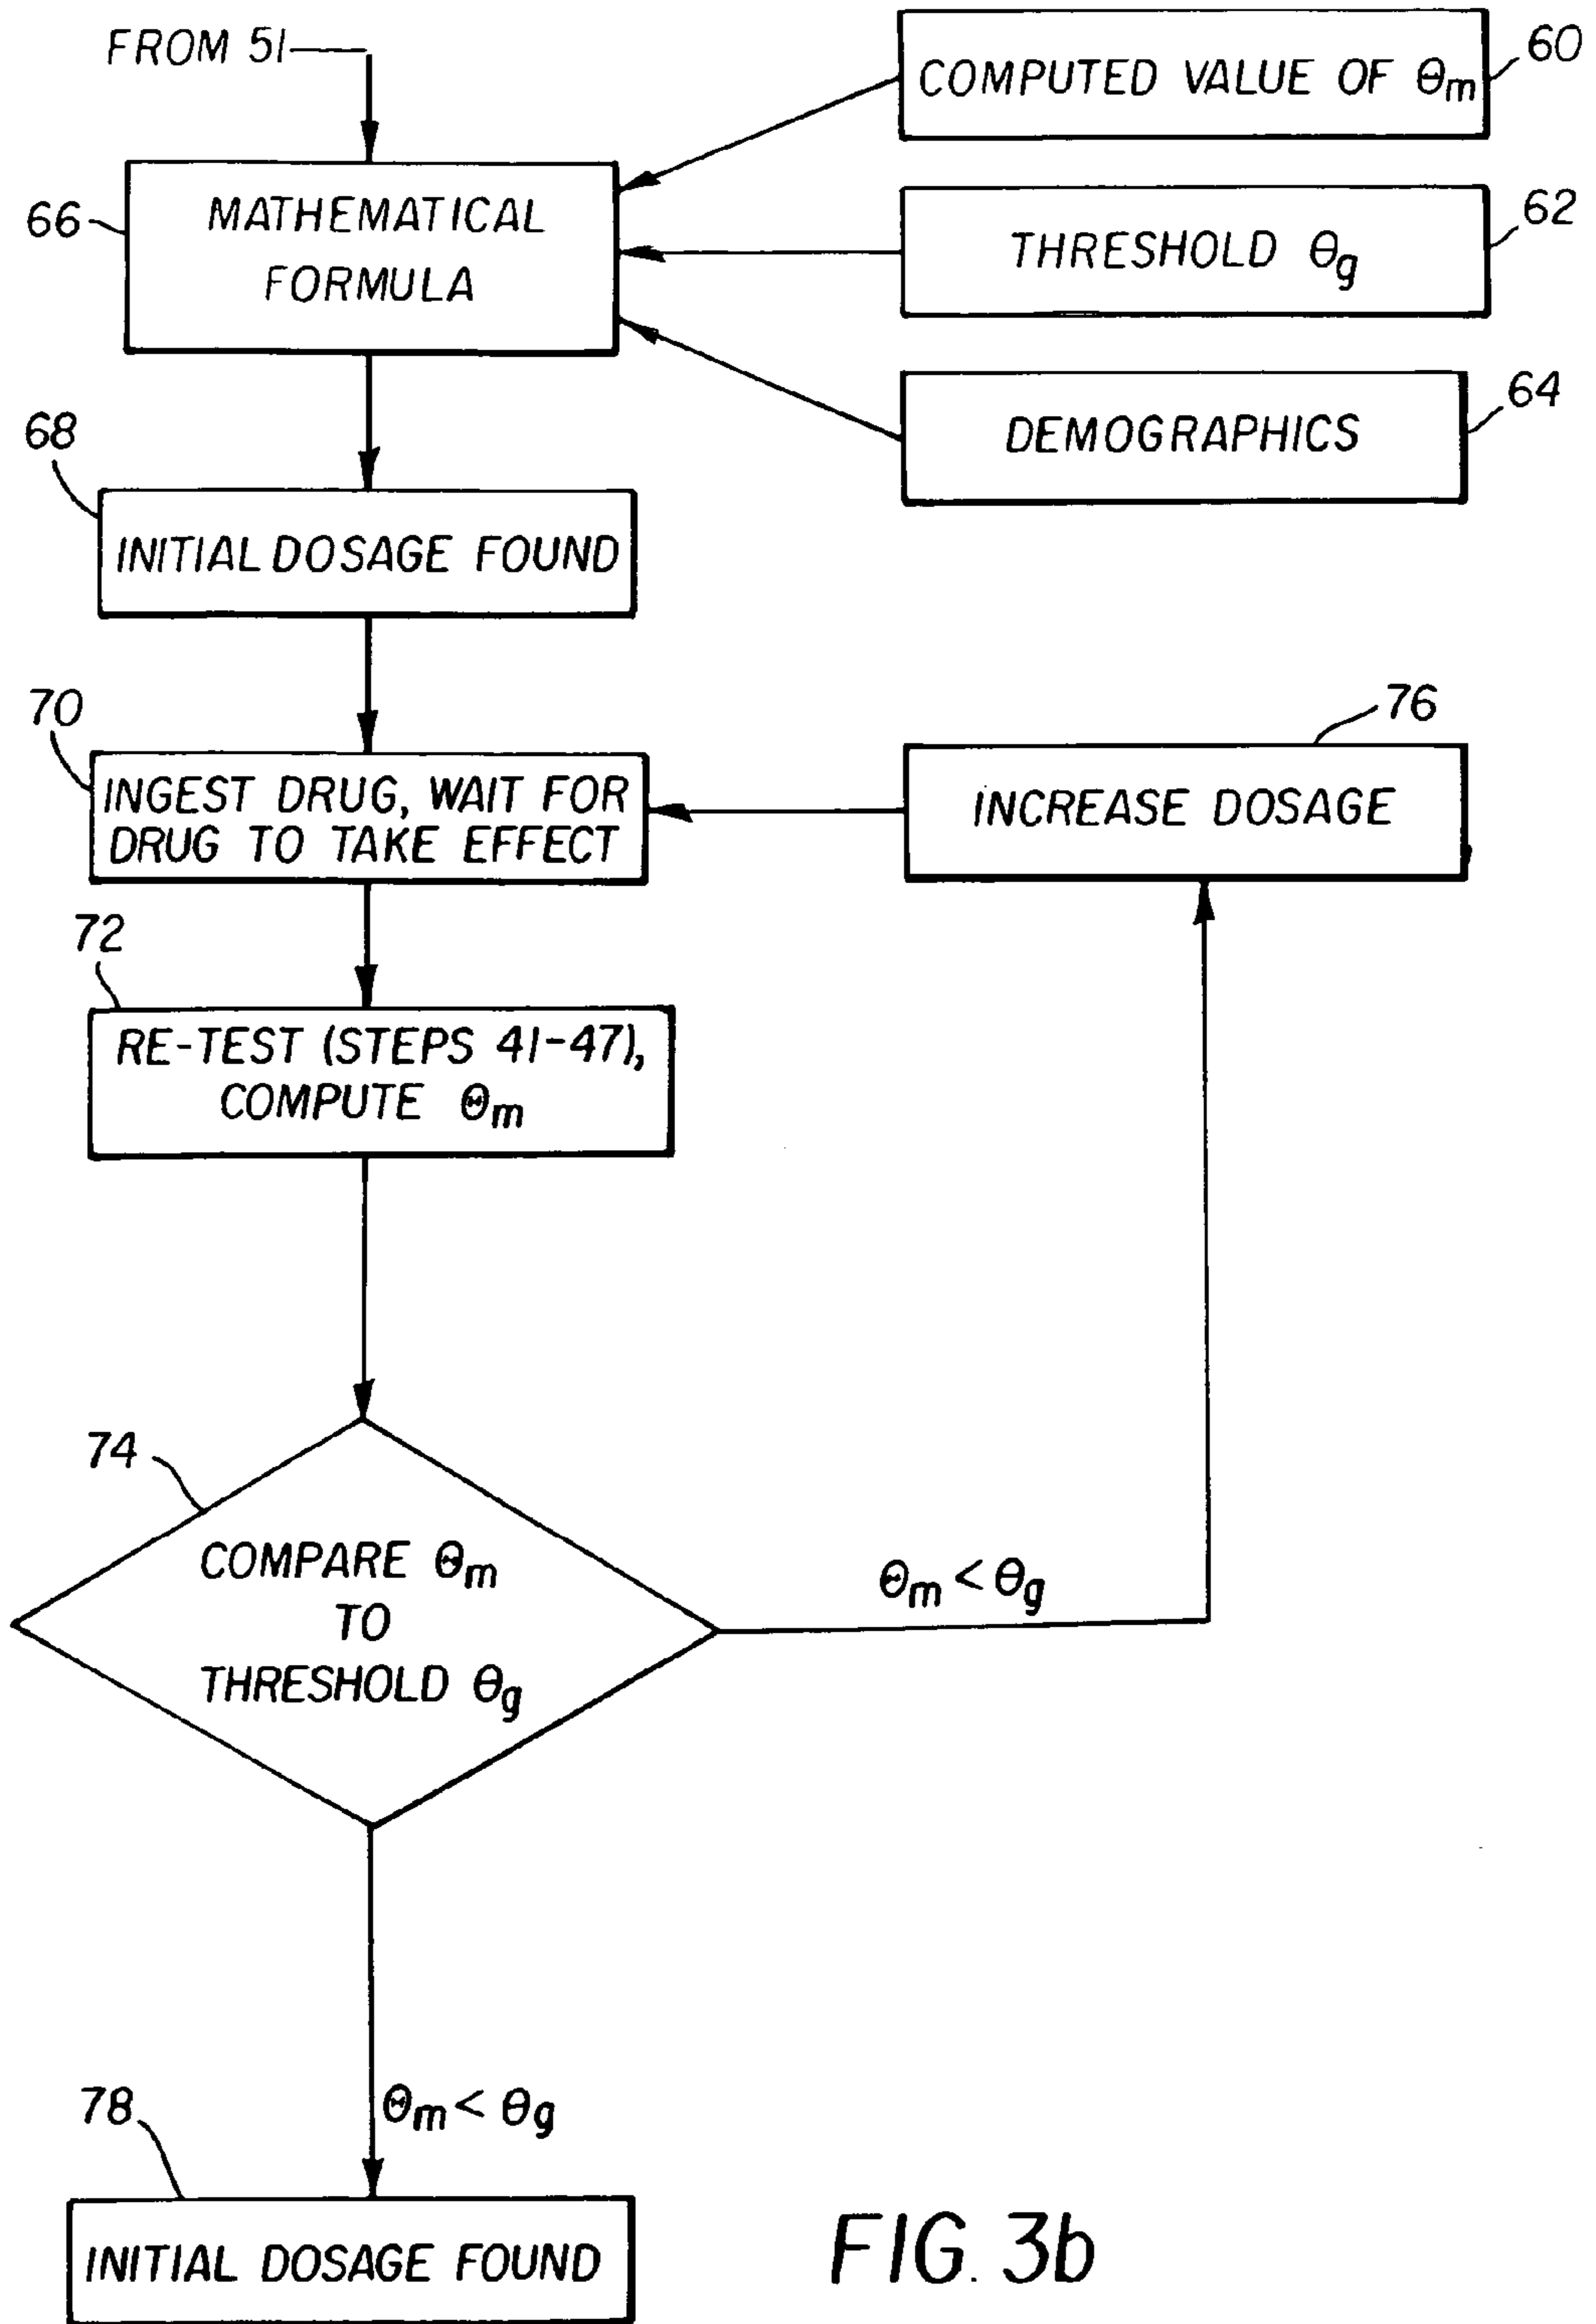 FROM 51
COMPUTED VALUE OF Θm
60
66
MATHEMATICAL
FORMULA
THRESHOLD θg
62
DEMOGRAPHICS
64
68
INITIAL DOSAGE FOUND
70
INGEST DRUG, WAIT FOR
DRUG TO TAKE EFFECT
76
INCREASE DOSAGE
72
RE-TEST (STEPS 41-47),
COMPUTE Θm
74
COMPARE Θm
TO
THRESHOLD θg
Θm < θg
Θm < θg
78
INITIAL DOSAGE FOUND
FIG. 3b